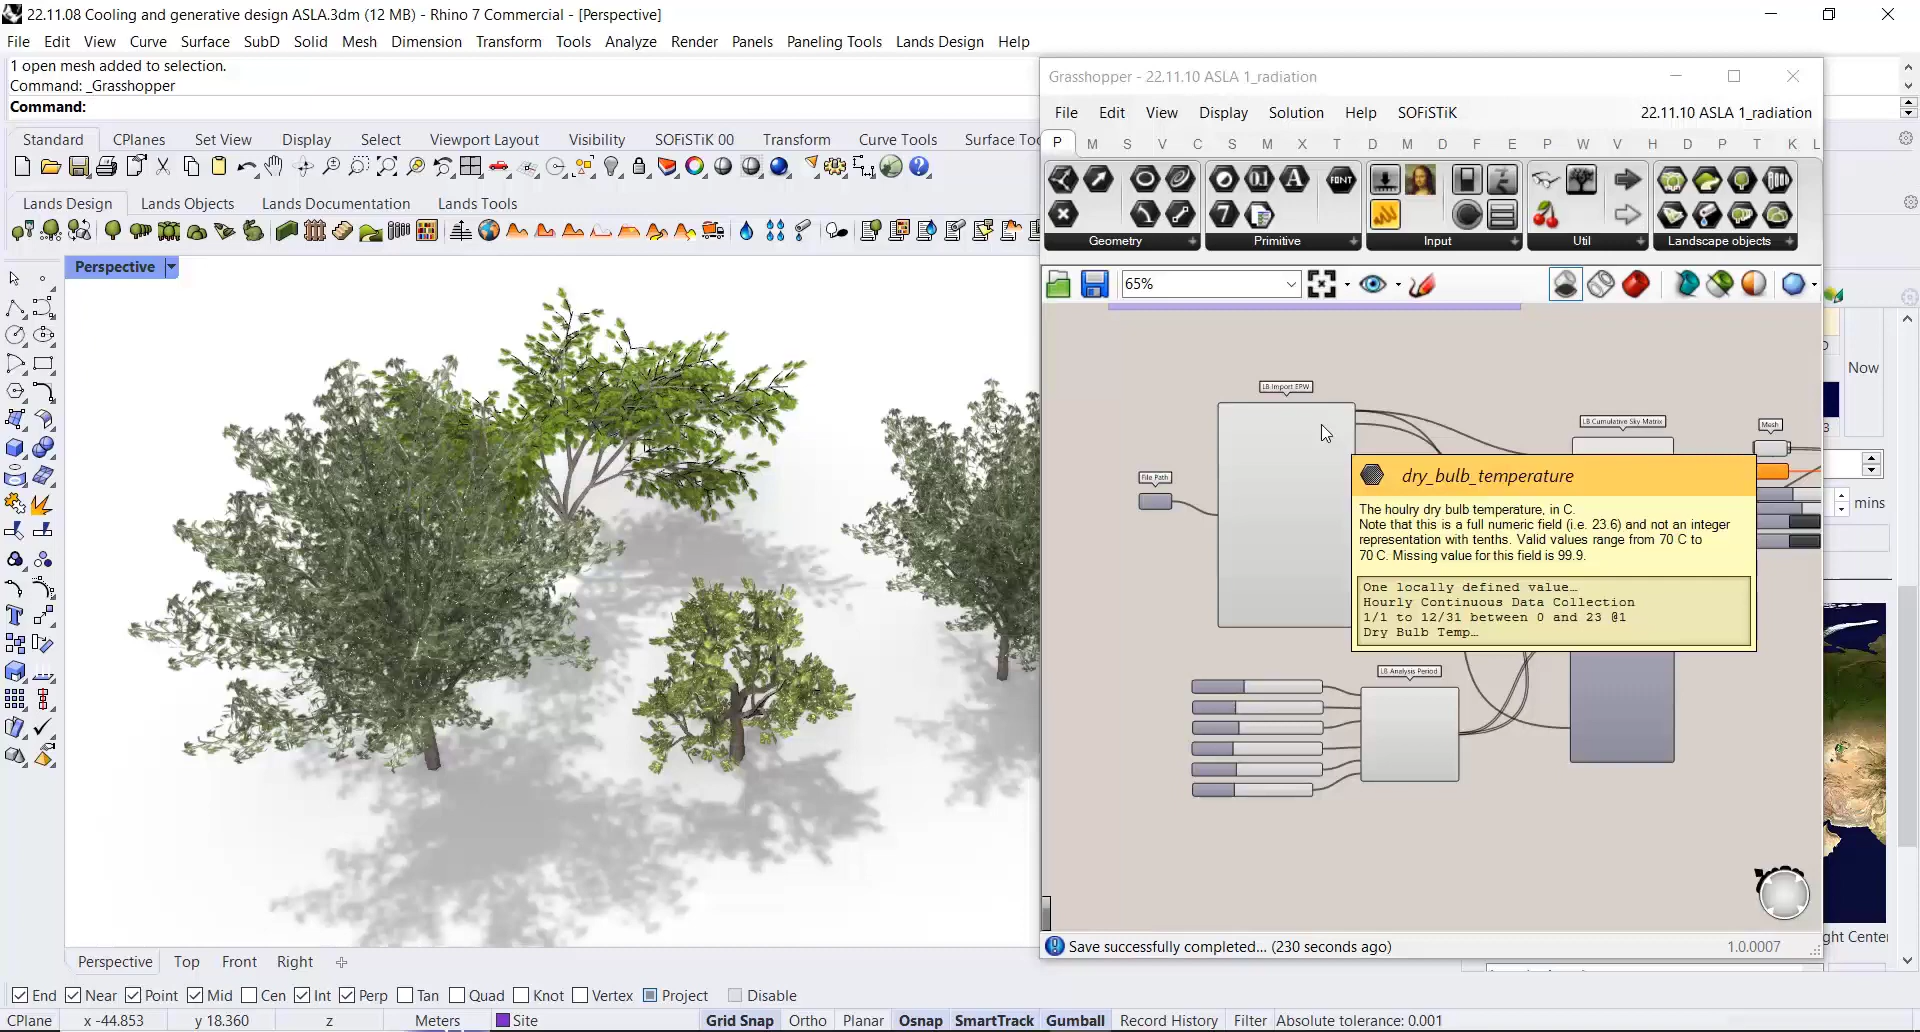 22.11.08 Cooling and generative design ASLA.3dm (12 MB) - Rhino 7 Commercial - [Perspective]
File Edit View Curve Surface SubD Solid Mesh Dimension Transform Tools Analyze Render Panels Paneling Tools Lands Design Help
1 open mesh added to selection.
Command: _Grasshopper
Command:
Standard CPlanes Set View Display Select Viewport Layout Visibility SOFiSTiK 00 Transform Curve Tools Surface Too
Lands Design Lands Objects Lands Documentation Lands Tools
Perspective
Grasshopper - 22.11.10 ASLA 1_radiation
File Edit View Display Solution Help SOFiSTiK 22.11.10 ASLA 1_radiation
P M S V C S M X T D M D F E P W V H D P T K L
FONT
Geometry Primitive Input Util Landscape objects
65%
LB Import EPW
LB Cumulative Sky Matrix
Mesh
File Path
dry_bulb_temperature
The houlry dry bulb temperature, in C.
Note that this is a full numeric field (i.e. 23.6) and not an integer
representation with tenths. Valid values range from 70 C to
70 C. Missing value for this field is 99.9.
One locally defined value…
Hourly Continuous Data Collection
1/1 to 12/31 between 0 and 23 @1
Dry Bulb Temp…
LB Analysis Period
Save successfully completed... (230 seconds ago) 1.0.0007
Now
mins
ght Center
Perspective Top Front Right
End Near Point Mid Cen Int Perp Tan Quad Knot Vertex Project Disable
CPlane x -44.853 y 18.360 z Meters Site Grid Snap Ortho Planar Osnap SmartTrack Gumball Record History Filter Absolute tolerance: 0.001